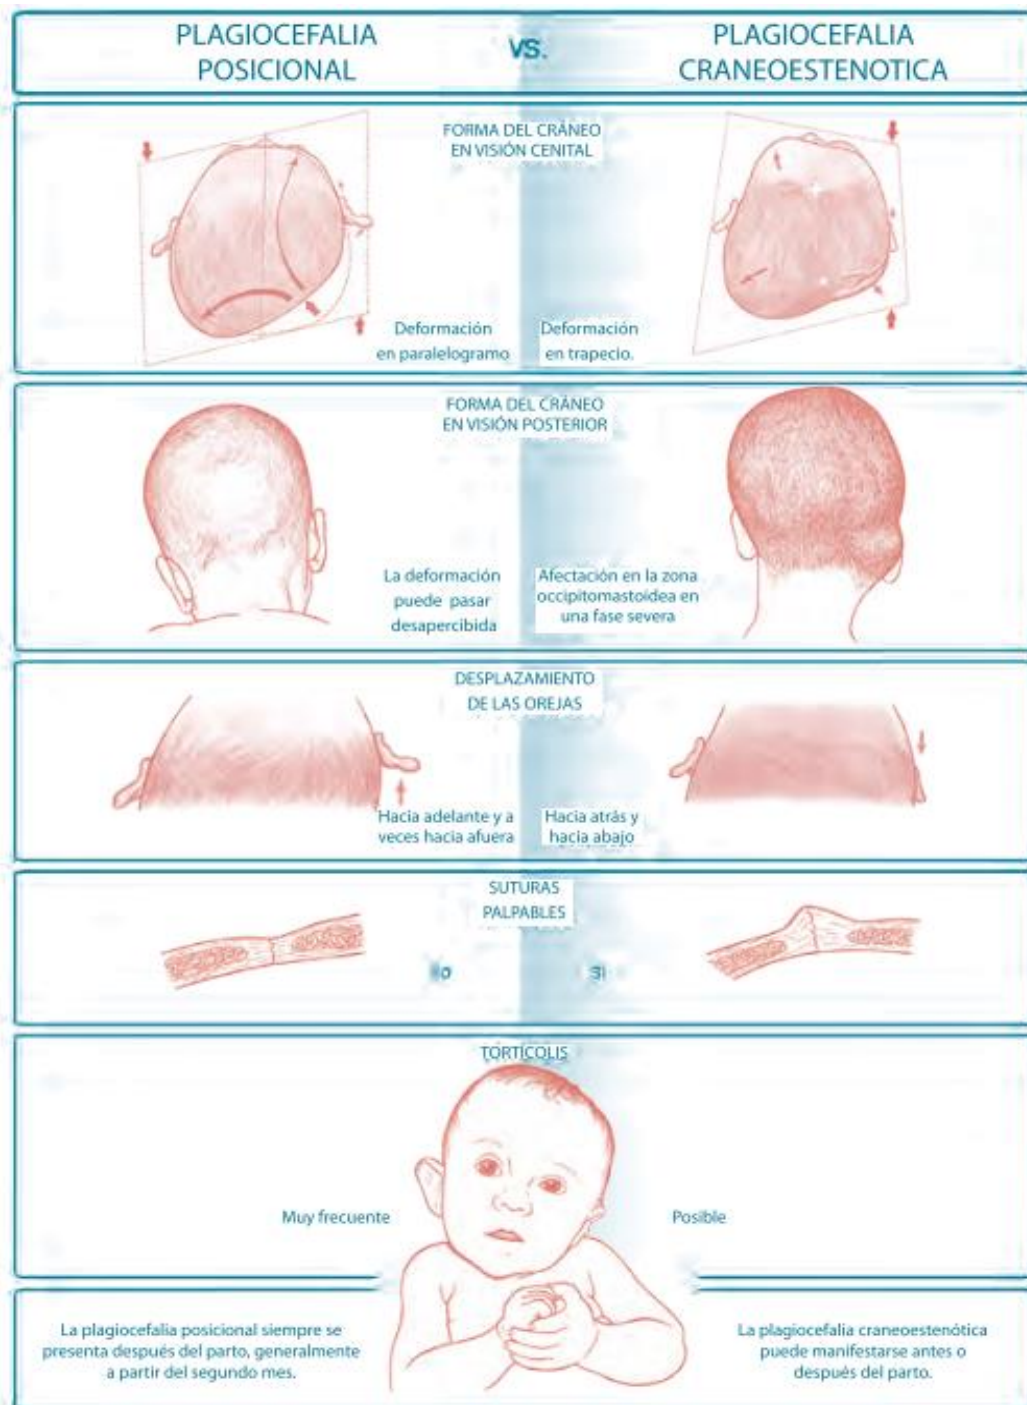 PLAGIOCEFALIA
POSICIONAL
VS.
PLAGIOCEFALIA
CRANEOESTENOTICA
FORMA DEL CRÁNEO
EN VISIÓN CENITAL
Deformación
en paralelogramo
Deformación
en trapecio.
FORMA DEL CRÁNEO
EN VISIÓN POSTERIOR
La deformación
puede pasar
desapercibida
Afectación en la zona
occipitomastoidea en
una fase severa
DESPLAZAMIENTO
DE LAS OREJAS
Hacia adelante y a
veces hacia afuera
Hacia atrás y
hacia abajo
SUTURAS
PALPABLES
No
Si
TORTÍCOLIS
Muy frecuente
Posible
La plagiocefalia posicional siempre se
presenta después del parto, generalmente
a partir del segundo mes.
La plagiocefalia craneoestenótica
puede manifestarse antes o
después del parto.